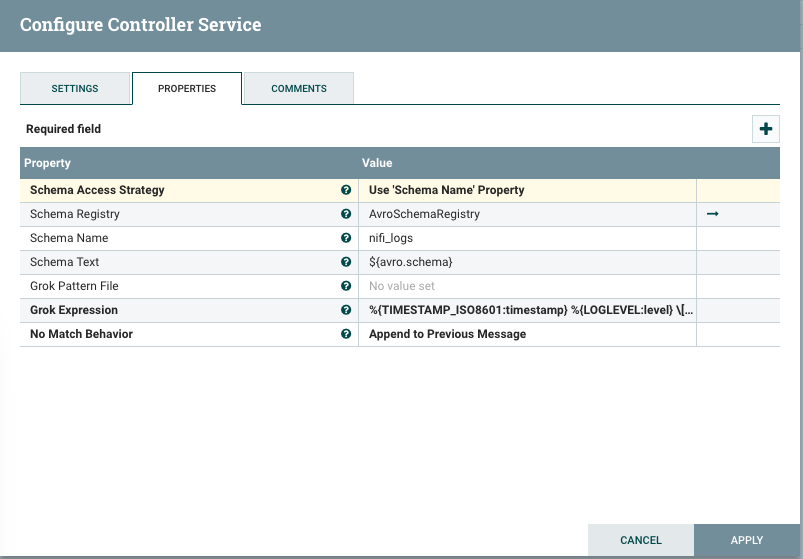 Configure Controller Service
SETTINGS PROPERTIES COMMENTS
Required field
Property Value
Schema Access Strategy Use 'Schema Name' Property
Schema Registry AvroSchemaRegistry
Schema Name nifi_logs
Schema Text ${avro.schema}
Grok Pattern File No value set
Grok Expression %{TIMESTAMP_ISO8601:timestamp} %{LOGLEVEL:level} \[...
No Match Behavior Append to Previous Message
CANCEL APPLY